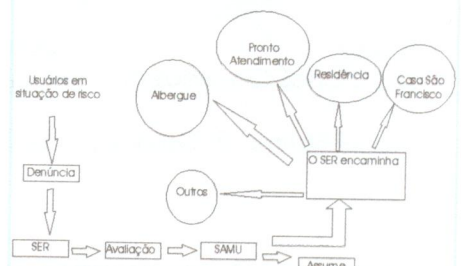 Usuários em
situação de risco
Denúncia
SER
Avaliação
SAMU
Assume
O SER encaminha
Outros
Albergue
Pronto
Atendimento
Residência
Casa São
Francisco